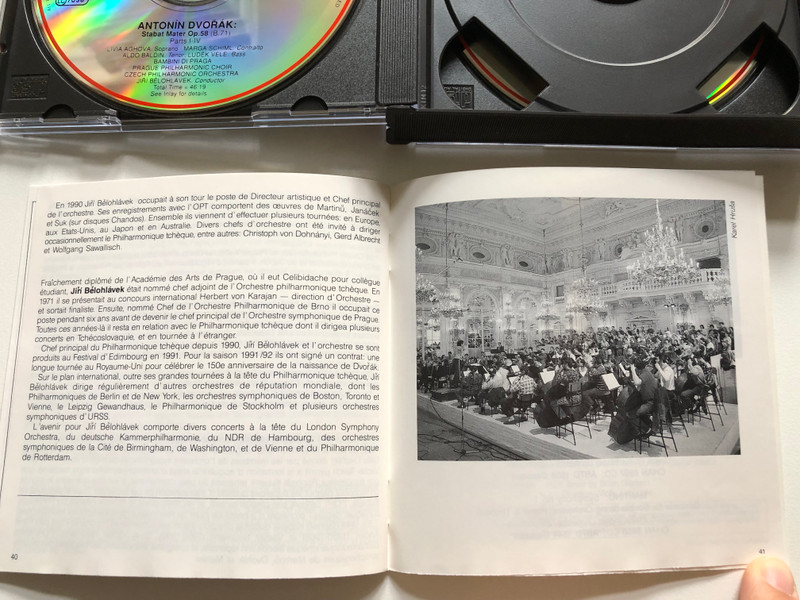 ANTONÍN DVOŘÁK:
Stabat Mater Op.58 (B.71)
Parts I-IV
LÍVIA ÁGHOVÁ, Soprano MARGA SCHIML, Contralto
ALDO BALDIN, Tenor LUDĚK VELE, Bass
BAMBINI DI PRAGA
PRAGUE PHILHARMONIC CHOIR
CZECH PHILHARMONIC ORCHESTRA
JIŘÍ BĚLOHLÁVEK, Conductor
Total Time = 46:19
See Inlay for details
En 1990 Jiří Bělohlávek occupait à son tour le poste de Directeur artistique et Chef principal
de l'orchestre. Ses enregistrements avec l'OPT comportent des œuvres de Martinů, Janáček
et Suk (sur disques Chandos). Ensemble ils viennent d'effectuer plusieurs tournées: en Europe,
aux Etats-Unis, au Japon et en Australie. Divers chefs d'orchestre ont été invité à diriger
occasionnellement le Philharmonique tchèque, entre autres: Christoph von Dohnányi, Gerd Albrecht
et Wolfgang Sawallisch.
Fraîchement diplômé de l'Académie des Arts de Prague, où il eut Celibidache pour collègue
étudiant, Jiří Bělohlávek était nommé chef adjoint de l'Orchestre philharmonique tchèque. En
1971 il se présentait au concours international Herbert von Karajan — direction d'Orchestre —
et sortait finaliste. Ensuite, nommé Chef de l'Orchestre Philharmonique de Brno il occupait ce
poste pendant six ans avant de devenir le chef principal de l'Orchestre symphonique de Prague.
Toutes ces années-là il resta en relation avec le Philharmonique tchèque dont il dirigea plusieurs
concerts en Tchécoslovaquie, et en tournée à l'étranger.
Chef principal du Philharmonique tchèque depuis 1990, Jiří Bělohlávek et l'orchestre se sont
produits au Festival d'Edimbourg en 1991. Pour la saison 1991/92 ils ont signé un contrat: une
longue tournée au Royaume-Uni pour célébrer le 150e anniversaire de la naissance de Dvořák.
Sur le plan international, outre ses grandes tournées à la tête du Philharmonique tchèque, Jiří
Bělohlávek dirige régulièrement d'autres orchestres de réputation mondiale, dont les
Philharmoniques de Berlin et de New York, les orchestres symphoniques de Boston, Toronto et
Vienne, le Leipzig Gewandhaus, le Philharmonique de Stockholm et plusieurs orchestres
symphoniques d'URSS.
L'avenir pour Jiří Bělohlávek comporte divers concerts à la tête du London Symphony
Orchestra, du deutsche Kammerphilharmonie, du NDR de Hambourg, des orchestres
symphoniques de la Cité de Birmingham, de Washington, et de Vienne et du Philharmonique
de Rotterdam.
40
Karel Hruša
41